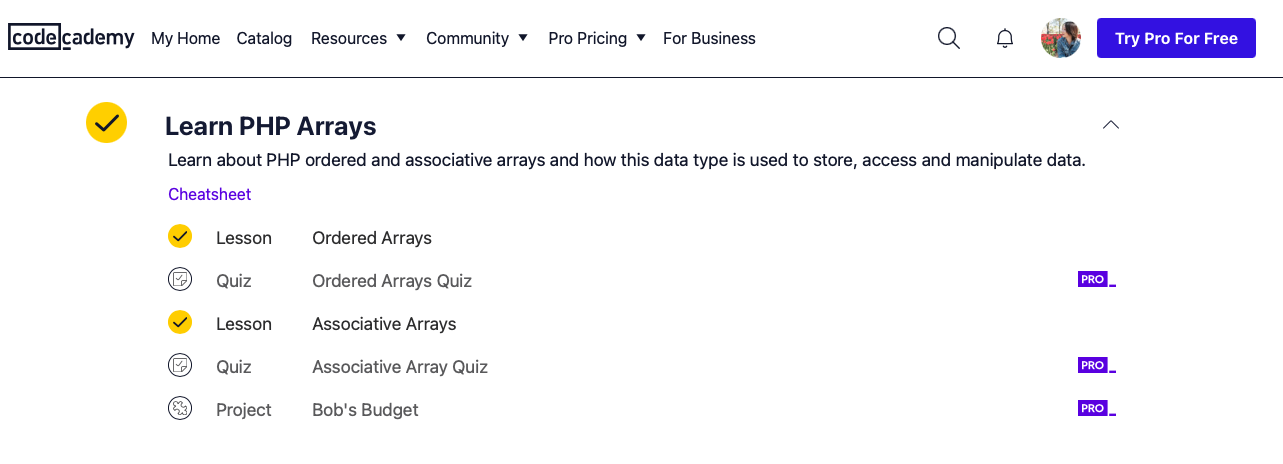 codecademy My Home Catalog Resources Community Pro Pricing For Business Try Pro For Free
Learn PHP Arrays
Learn about PHP ordered and associative arrays and how this data type is used to store, access and manipulate data.
Cheatsheet
Lesson Ordered Arrays
Quiz Ordered Arrays Quiz PRO
Lesson Associative Arrays
Quiz Associative Array Quiz PRO
Project Bob's Budget PRO